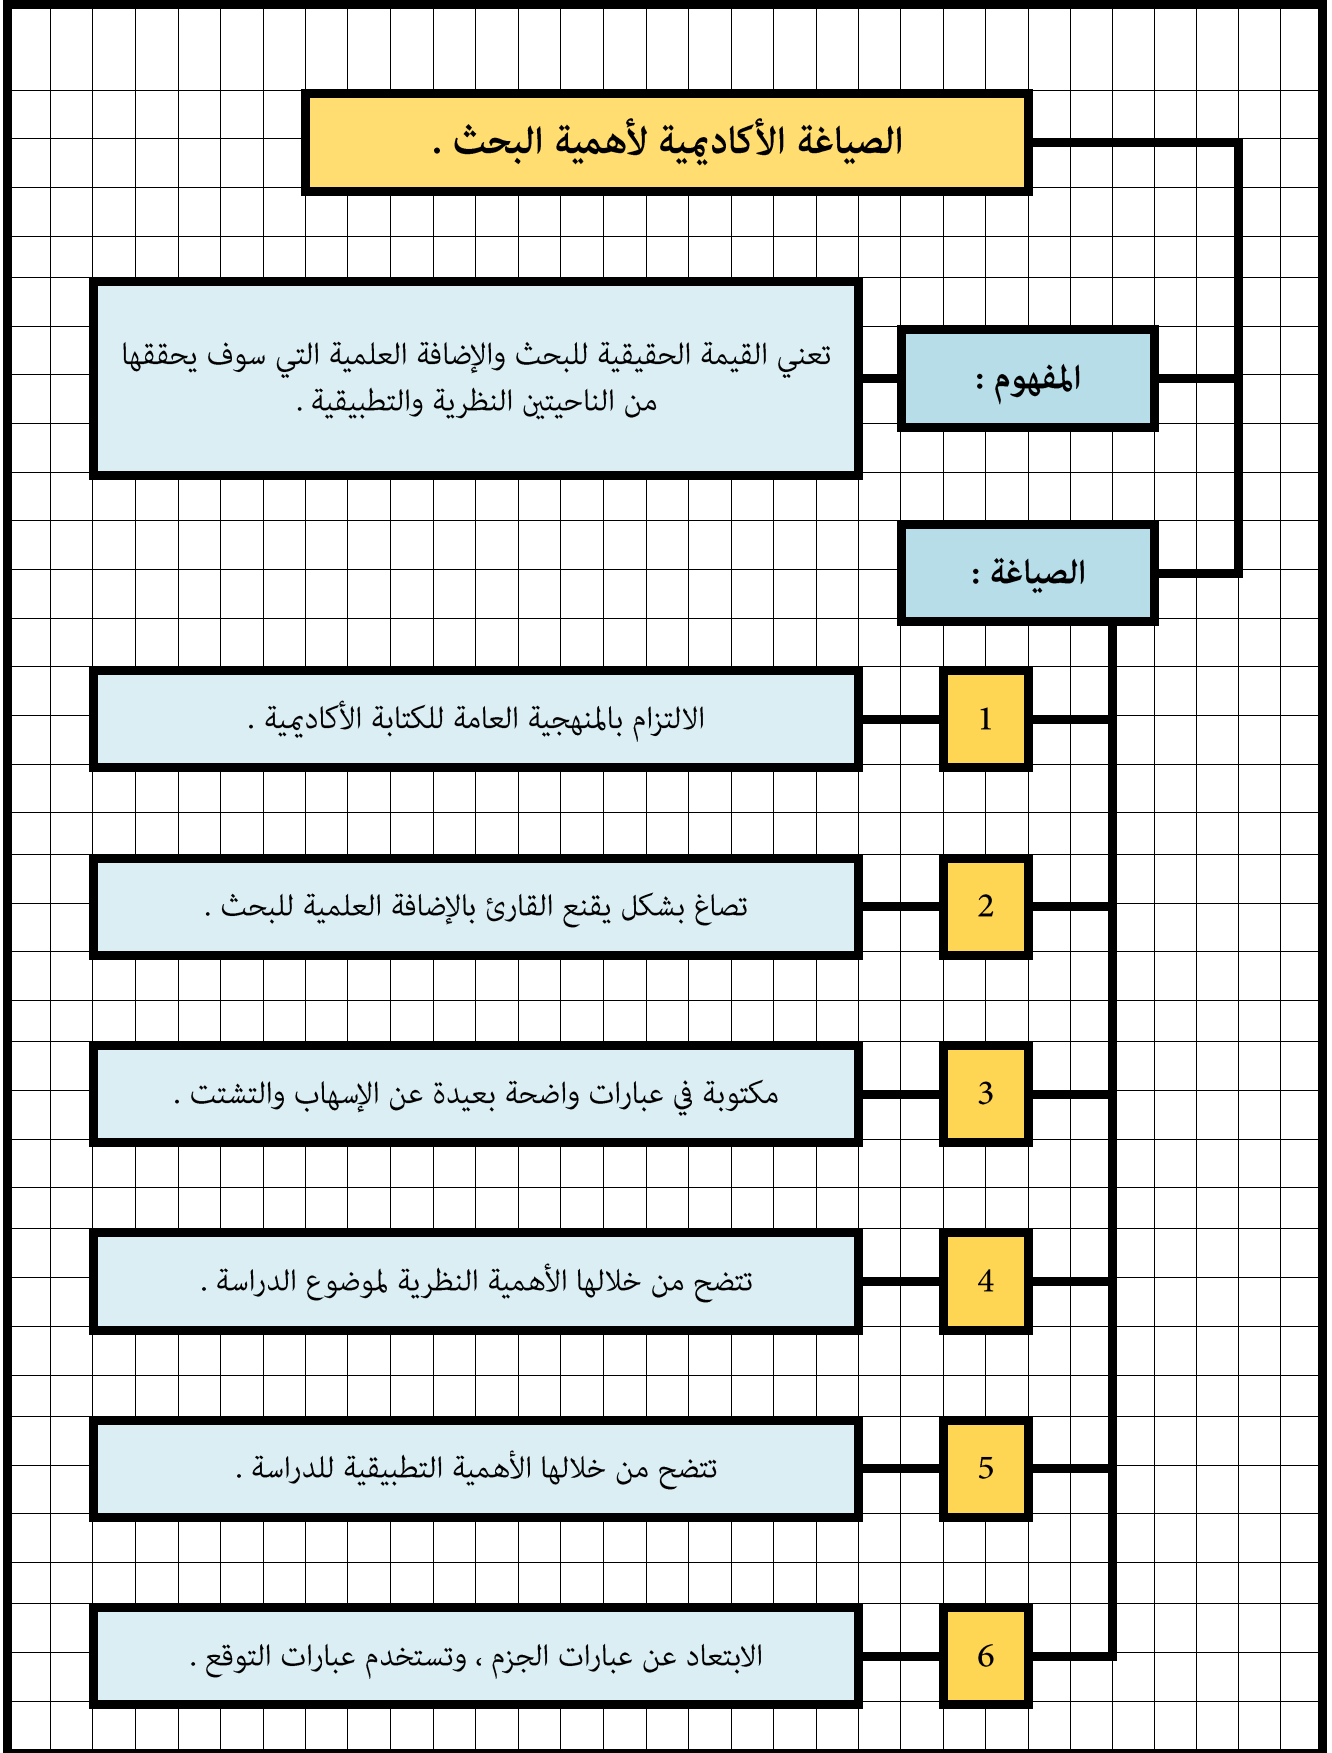 الصياغة الأكاديمية لأهمية البحث .
المفهوم :
تعني القيمة الحقيقية للبحث والإضافة العلمية التي سوف يحققها
من الناحيتين النظرية والتطبيقية .
الصياغة :
1
الالتزام بالمنهجية العامة للكتابة الأكاديمية .
2
تصاغ بشكل يقنع القارئ بالإضافة العلمية للبحث .
3
مكتوبة في عبارات واضحة بعيدة عن الإسهاب والتشتت .
4
تتضح من خلالها الأهمية النظرية لموضوع الدراسة .
5
تتضح من خلالها الأهمية التطبيقية للدراسة .
6
الابتعاد عن عبارات الجزم ، وتستخدم عبارات التوقع .